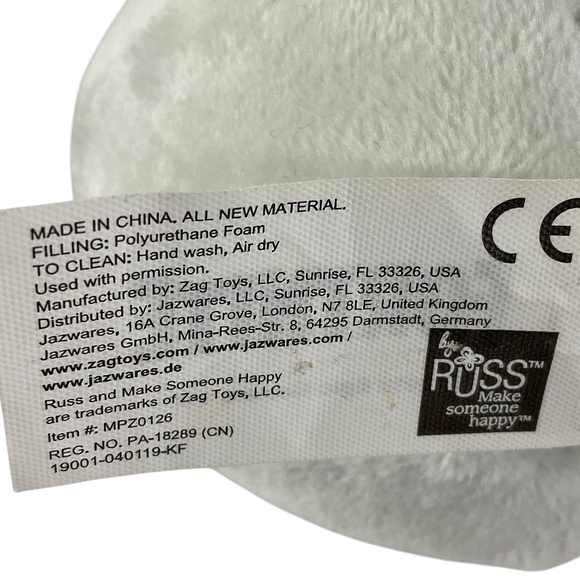 MADE IN CHINA. ALL NEW MATERIAL.
FILLING: Polyurethane Foam
TO CLEAN: Hand wash, Air dry
Used with permission.
Manufactured by: Zag Toys, LLC, Sunrise, FL 33326, USA
Distributed by: Jazwares, LLC, Sunrise, FL 33326, USA
Jazwares, 16A Crane Grove, London, N7 8LE, United Kingdom
Jazwares GmbH, Mina-Rees-Str. 8, 64295 Darmstadt, Germany
www.zagtoys.com / www.jazwares.com /
www.jazwares.de
Russ and Make Someone Happy
are trademarks of Zag Toys, LLC.
Item #: MPZ0126
REG. NO. PA-18289 (CN)
19001-040119-KF
CE
by
RUSS™
Make
someone
happy™